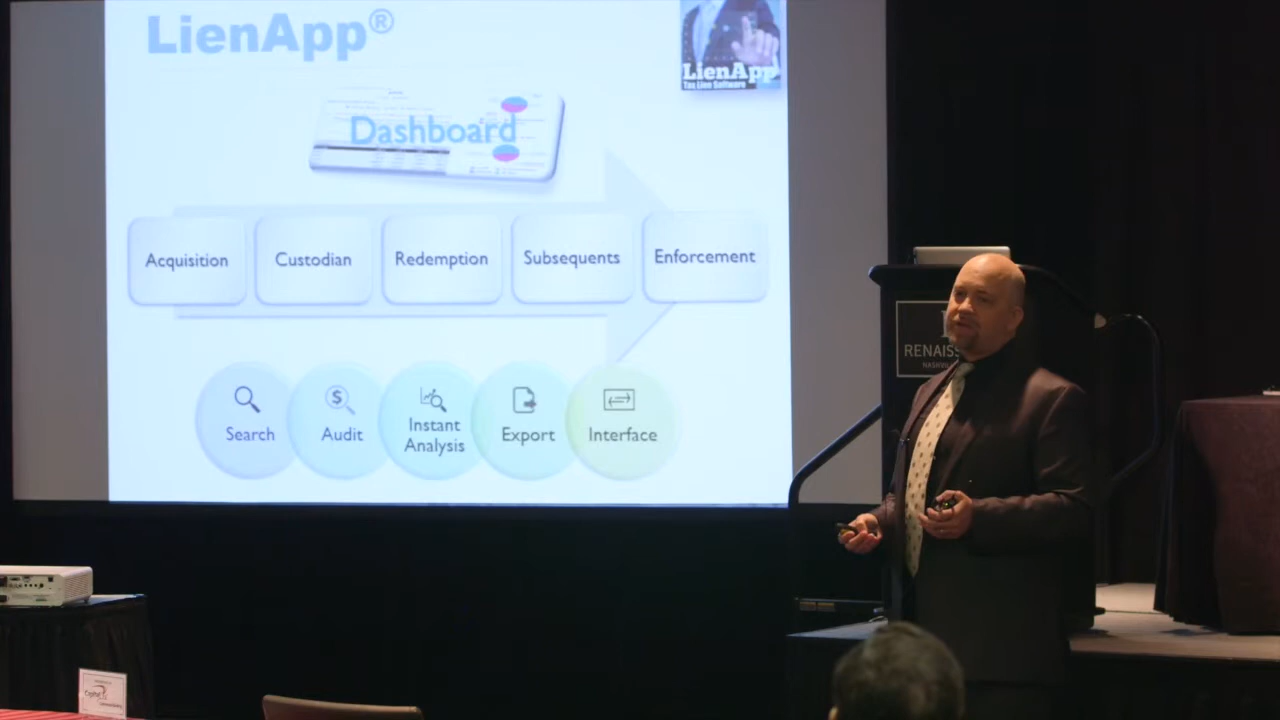 LienApp®
LienApp
Tax Lien Software
Dashboard
Acquisition
Custodian
Redemption
Subsequents
Enforcement
Search
Audit
Instant
Analysis
Export
Interface
RENAISS